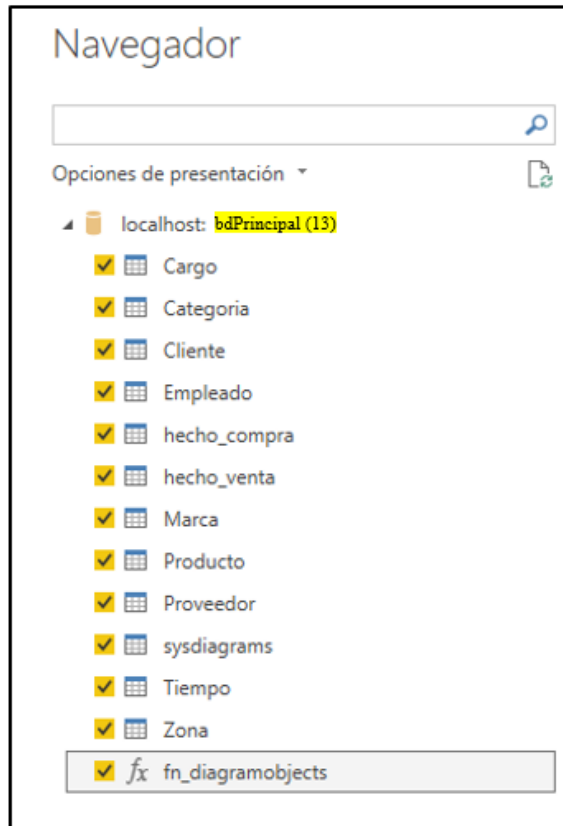 Navegador
Opciones de presentación
localhost: bdPrincipal (13)
Cargo
Categoria
Cliente
Empleado
hecho_compra
hecho_venta
Marca
Producto
Proveedor
sysdiagrams
Tiempo
Zona
fx fn_diagramobjects